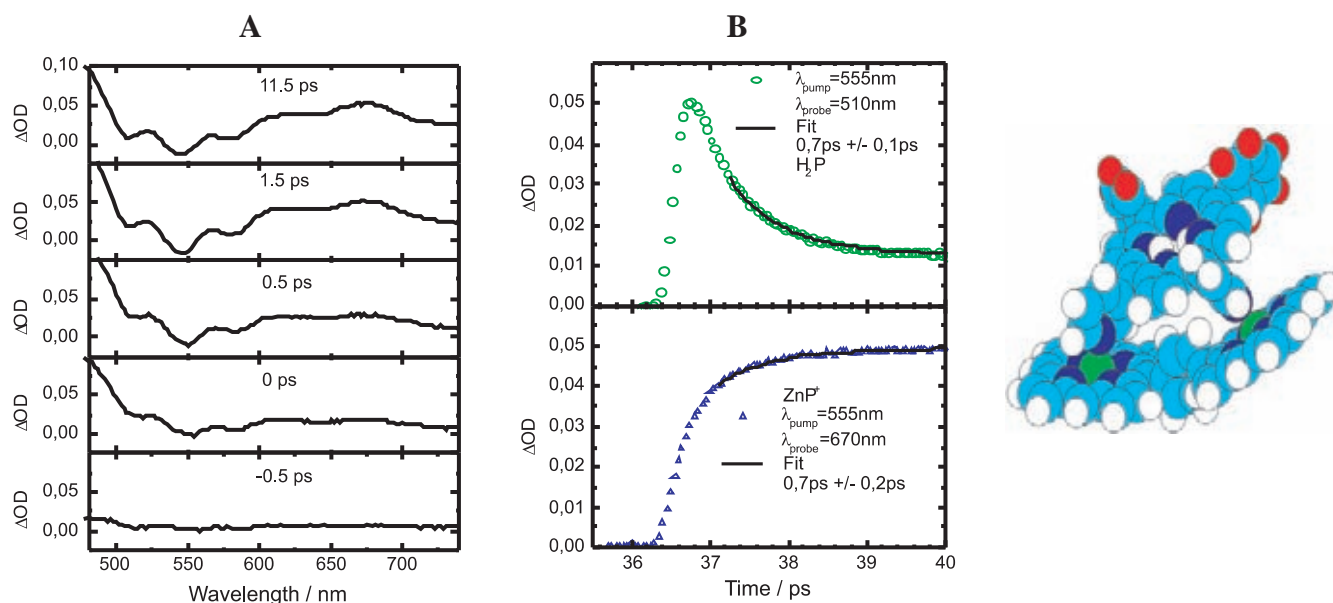 A
0,10
0,05
0,00
11.5 ps
0,05
0,00
1.5 ps
0,05
0,00
0.5 ps
0,05
0,00
0 ps
0,05
0,00
-0.5 ps
ΔOD
ΔOD
ΔOD
ΔOD
ΔOD
500 550 600 650 700
Wavelength / nm
B
0,05
0,04
0,03
0,02
0,01
0,00
ΔOD
λpump=555nm
λprobe=510nm
Fit
0,7ps +/- 0,1ps
H2P
0,05
0,04
0,03
0,02
0,01
0,00
ΔOD
ZnP+
λpump=555nm
λprobe=670nm
Fit
0,7ps +/- 0,2ps
36 37 38 39 40
Time / ps